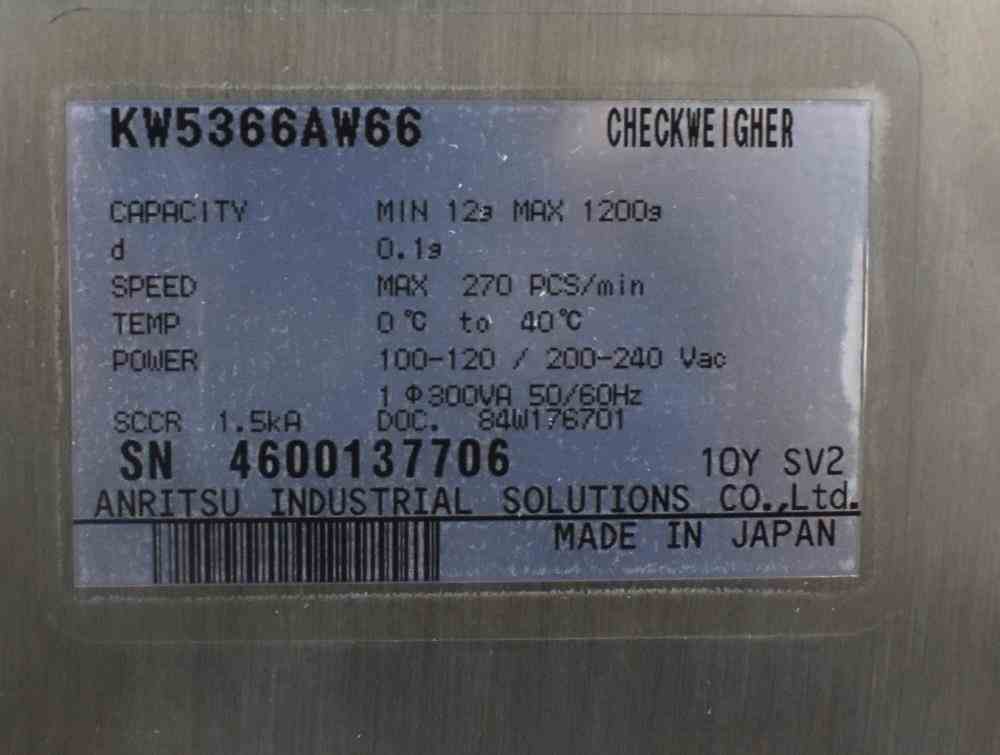 KW5366AW66 CHECKWEIGHER
CAPACITY MIN 12g MAX 1200g
d 0.1g
SPEED MAX 270 PCS/min
TEMP 0℃ to 40℃
POWER 100-120 / 200-240 Vac
1 Φ300VA 50/60Hz
SCCR 1.5kA DOC. 84W176701
SN 4600137706 10Y SV2
ANRITSU INDUSTRIAL SOLUTIONS CO.,Ltd.
MADE IN JAPAN